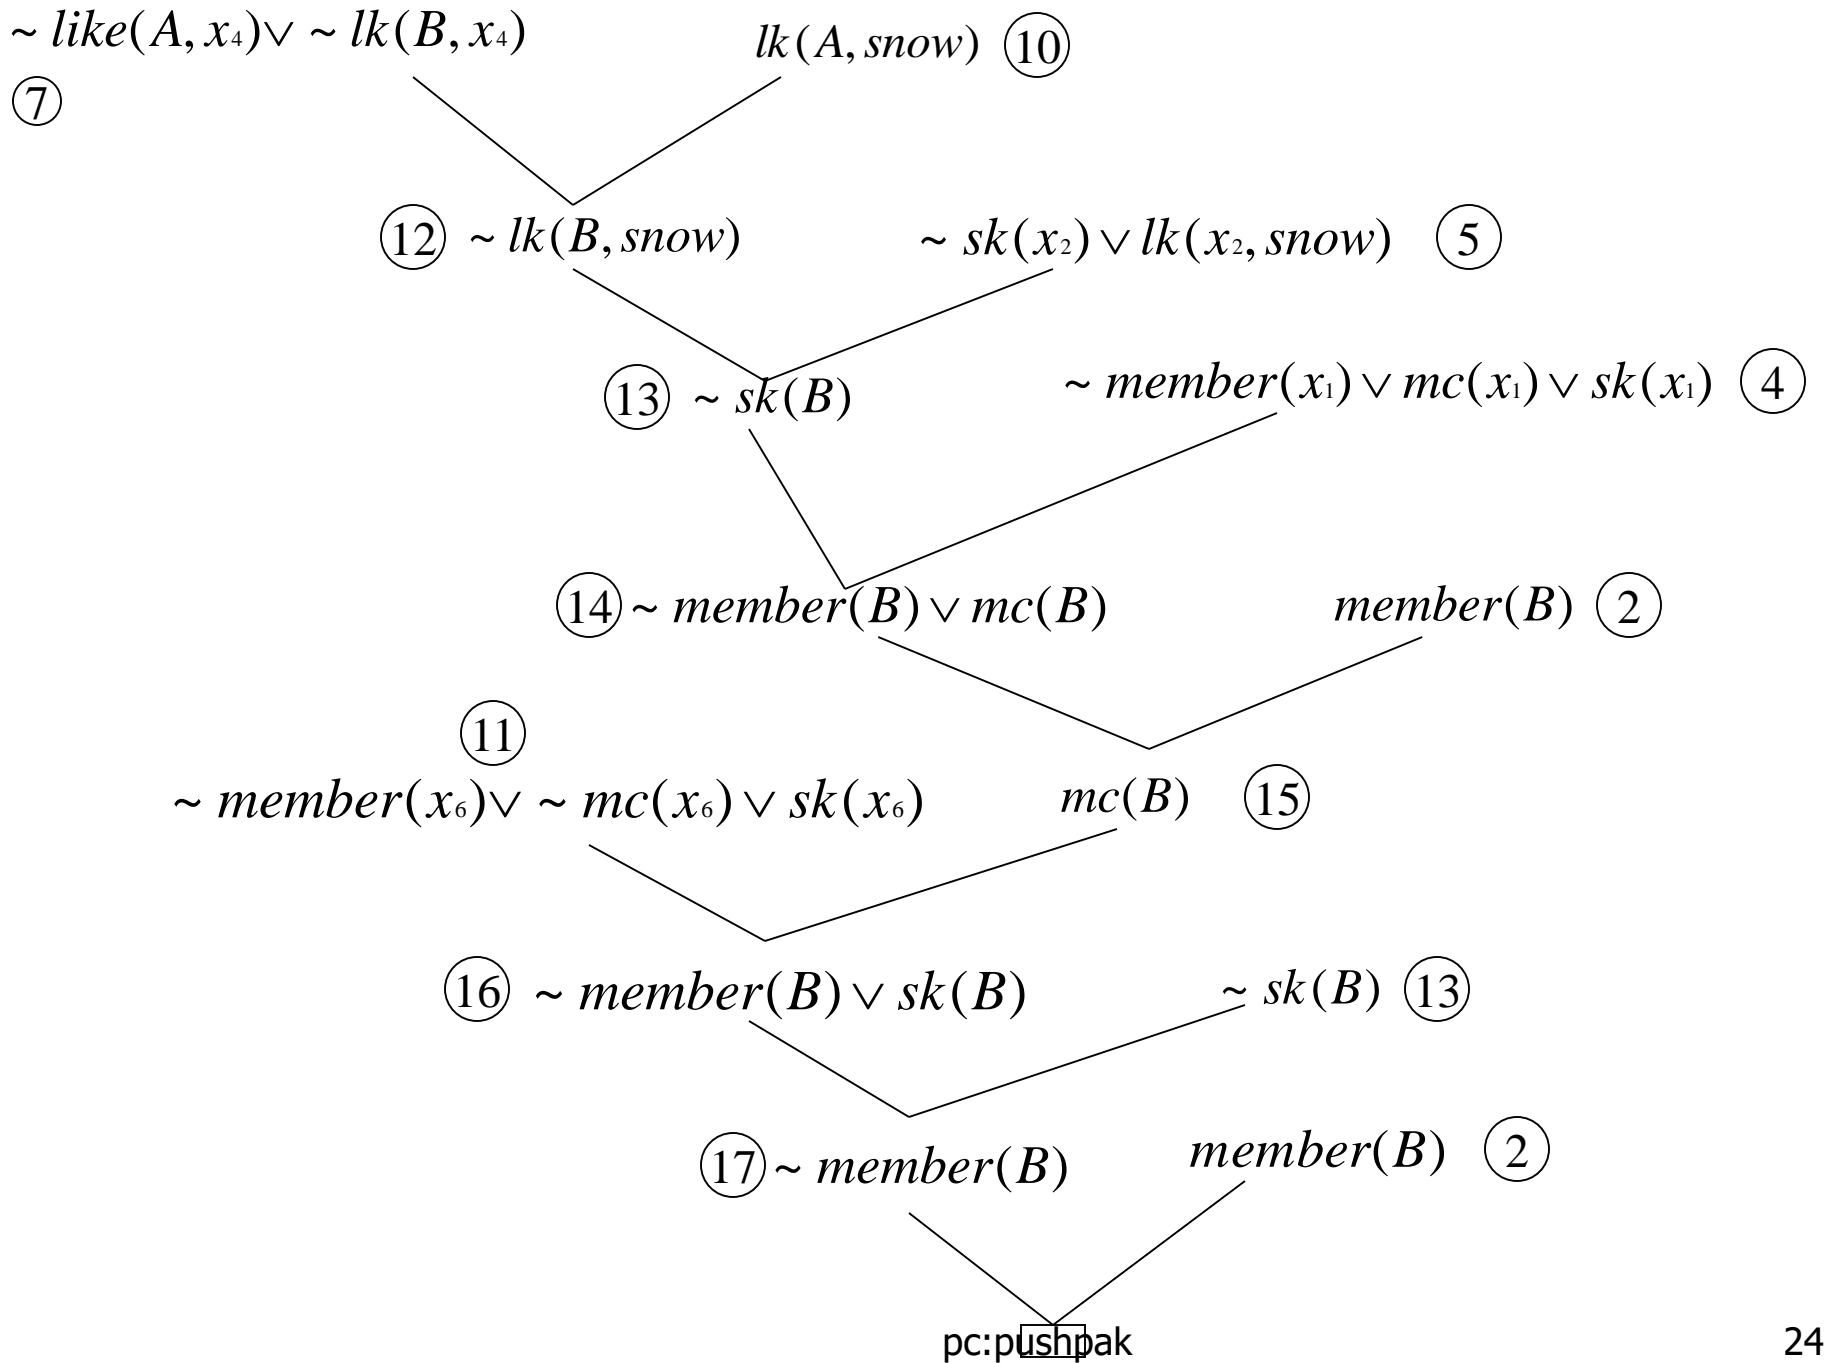 ~ like(A, x₄)∨ ~ lk(B, x₄) lk(A, snow) 10
7
12 ~ lk(B, snow) ~ sk(x₂) ∨ lk(x₂, snow) 5
13 ~ sk(B) ~ member(x₁) ∨ mc(x₁) ∨ sk(x₁) 4
14 ~ member(B) ∨ mc(B) member(B) 2
11
~ member(x₆)∨ ~ mc(x₆) ∨ sk(x₆) mc(B) 15
16 ~ member(B) ∨ sk(B) ~ sk(B) 13
17 ~ member(B) member(B) 2
pc:pushpak 24